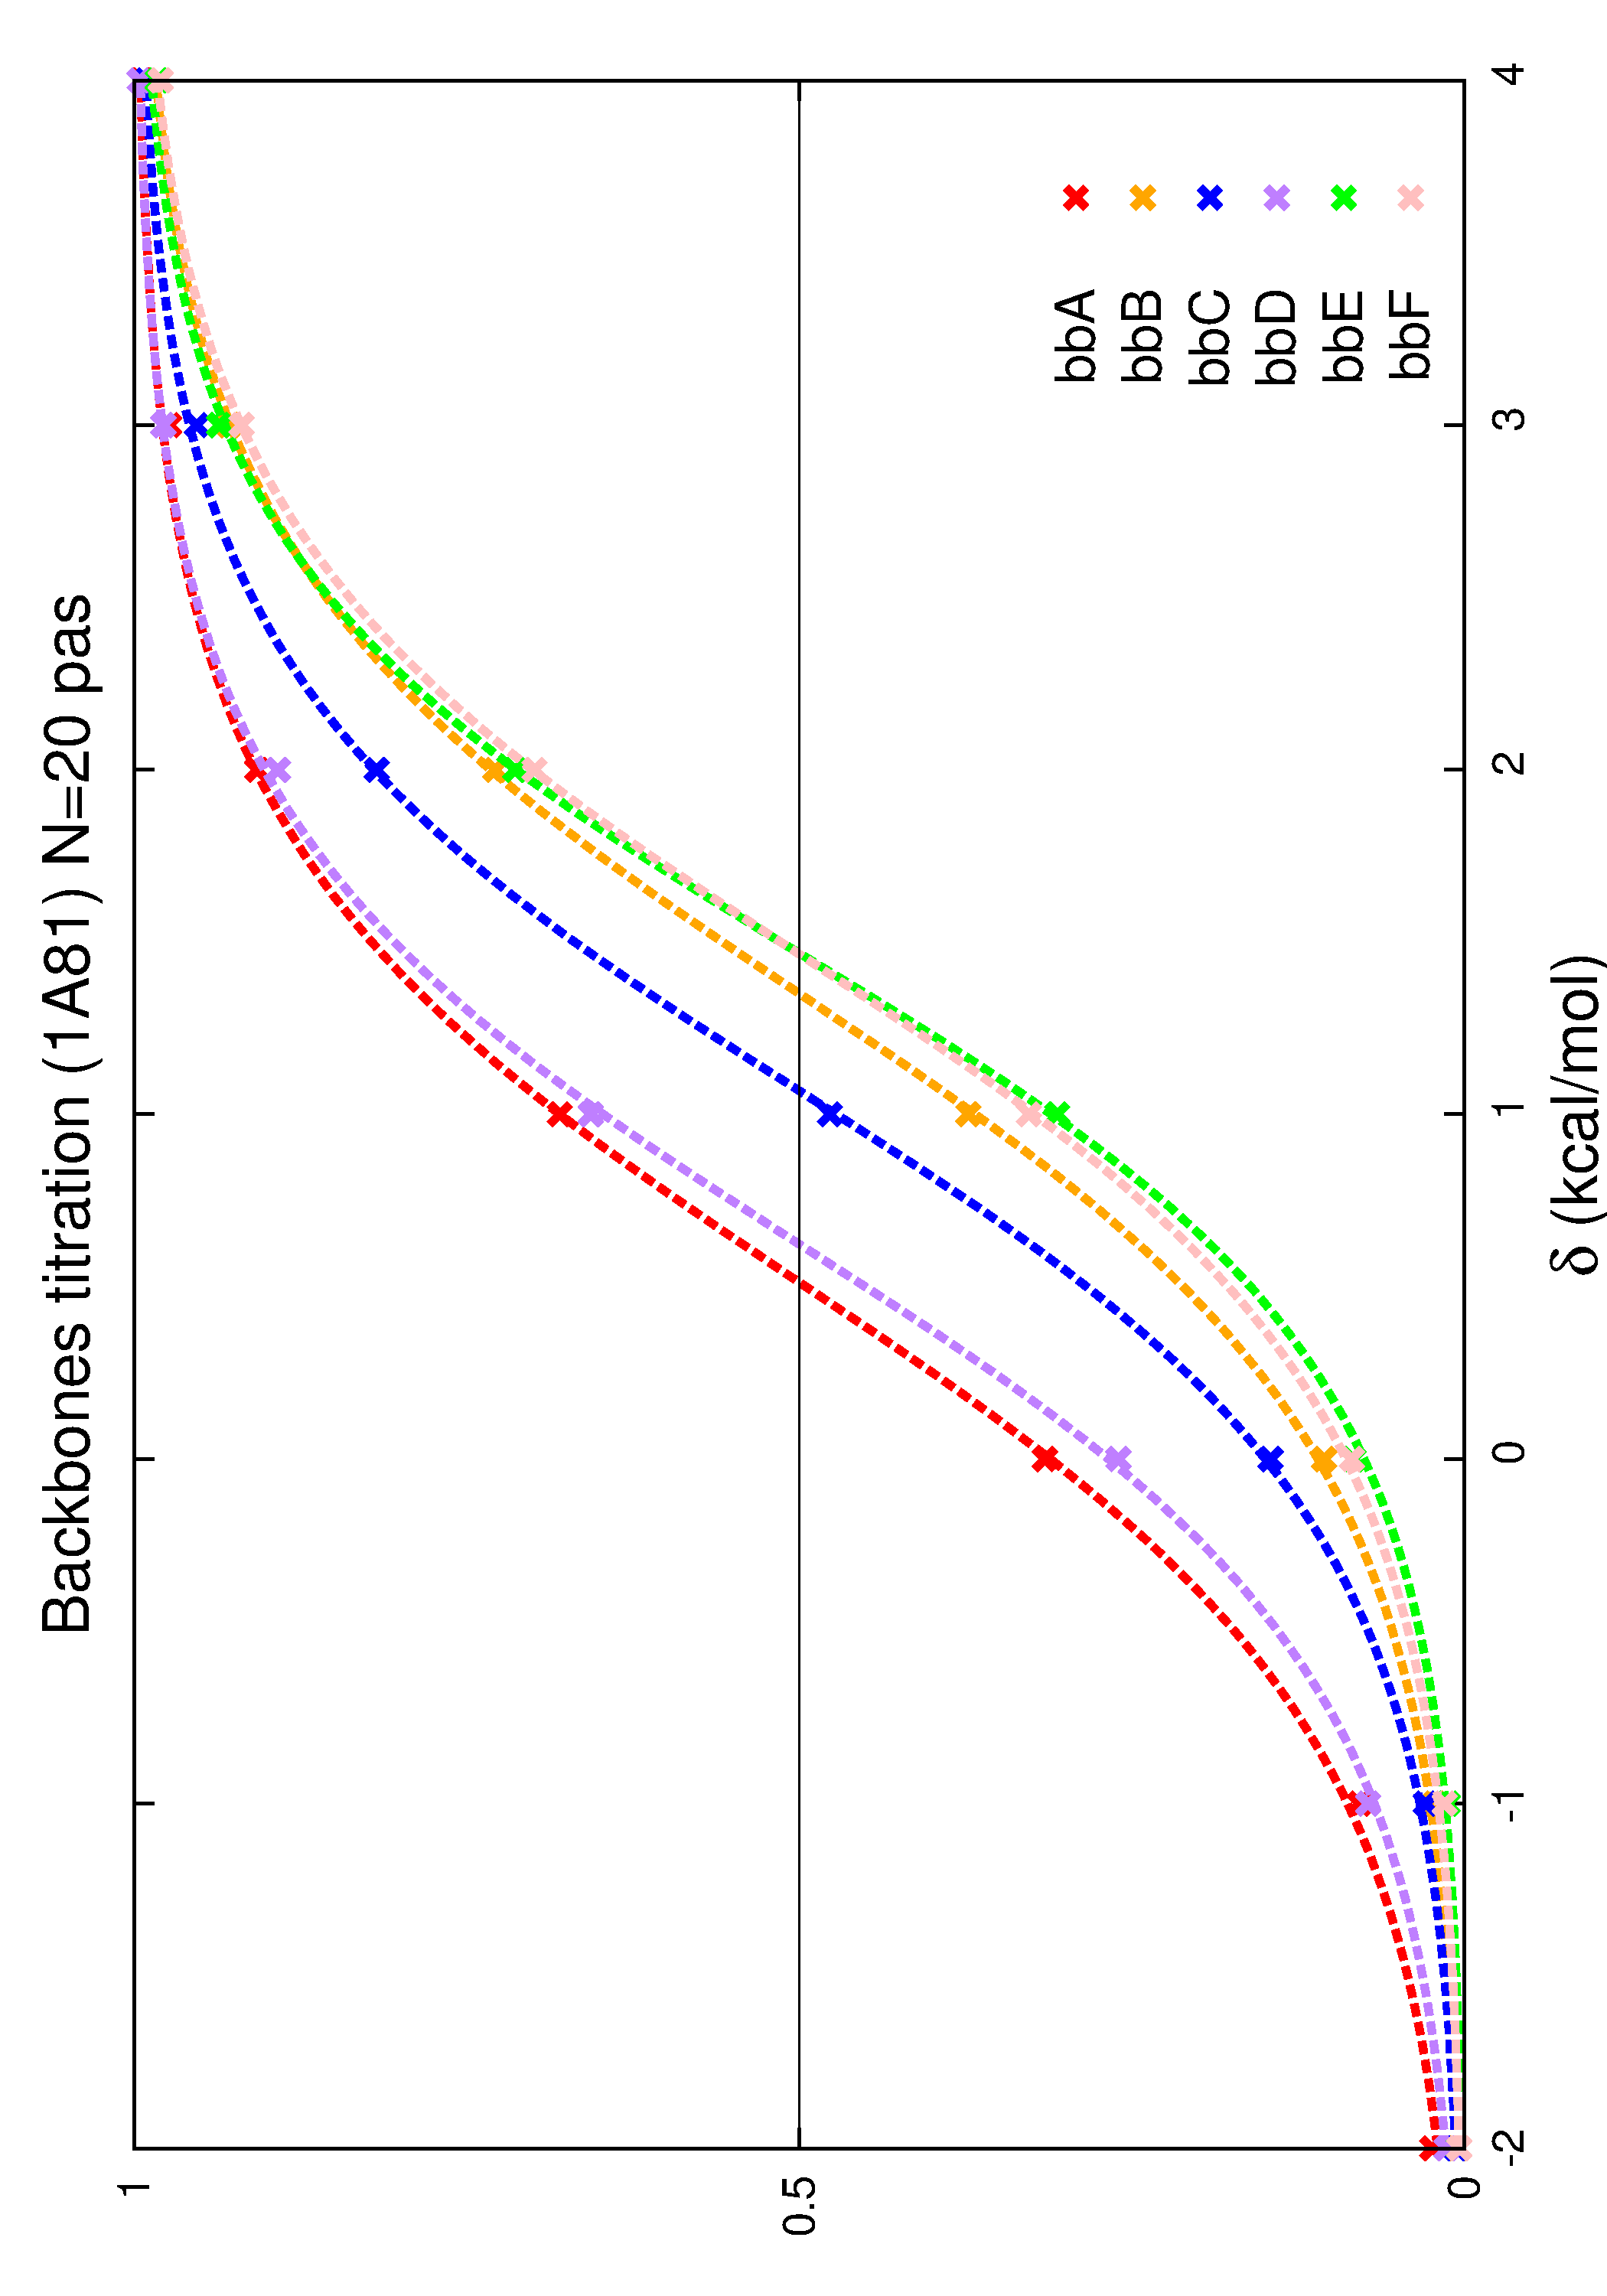 Backbones titration (1A81) N=20 pas
1
0.5
0
-2
-1
0
1
2
3
4
δ (kcal/mol)
bbA
bbB
bbC
bbD
bbE
bbF